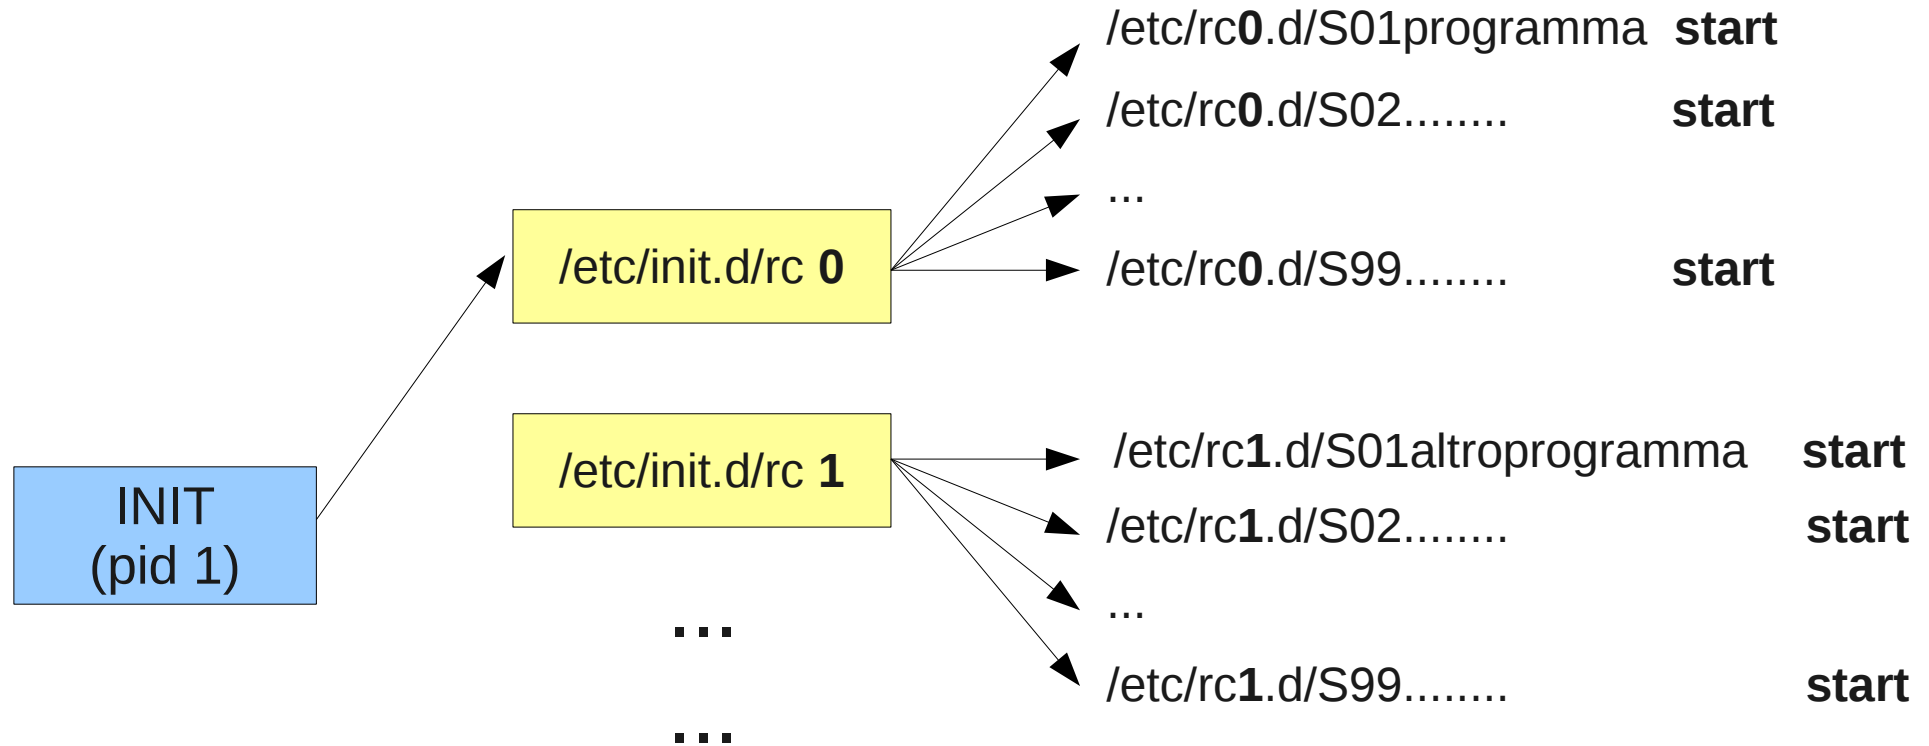 /etc/rc0.d/S01programma start
/etc/rc0.d/S02........ start
...
/etc/rc0.d/S99........ start
/etc/init.d/rc 0
/etc/init.d/rc 1
INIT
(pid 1)
...
...
/etc/rc1.d/S01altroprogramma start
/etc/rc1.d/S02........ start
...
/etc/rc1.d/S99........ start